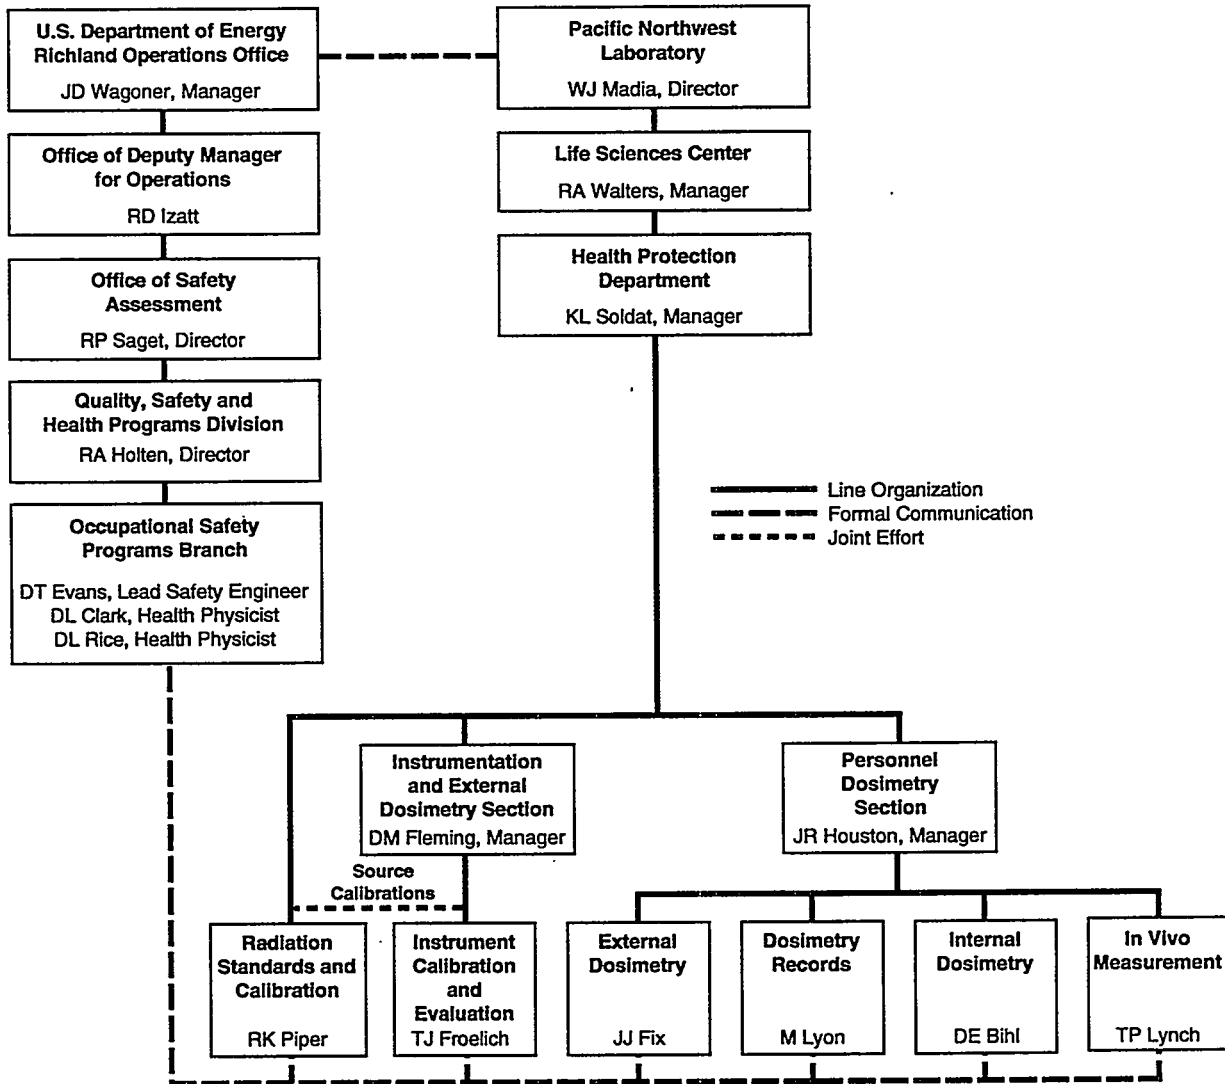 U.S. Department of Energy
Richland Operations Office
JD Wagoner, Manager
Office of Deputy Manager
for Operations
RD Izatt
Office of Safety
Assessment
RP Saget, Director
Quality, Safety and
Health Programs Division
RA Holten, Director
Occupational Safety
Programs Branch
DT Evans, Lead Safety Engineer
DL Clark, Health Physicist
DL Rice, Health Physicist
Pacific Northwest
Laboratory
WJ Madia, Director
Life Sciences Center
RA Walters, Manager
Health Protection
Department
KL Soldat, Manager
Line Organization
Formal Communication
Joint Effort
Instrumentation
and External
Dosimetry Section
DM Fleming, Manager
Personnel
Dosimetry
Section
JR Houston, Manager
Source
Calibrations
Radiation
Standards and
Calibration
RK Piper
Instrument
Calibration
and
Evaluation
TJ Froelich
External
Dosimetry
JJ Fix
Dosimetry
Records
M Lyon
Internal
Dosimetry
DE Bihl
In Vivo
Measurement
TP Lynch